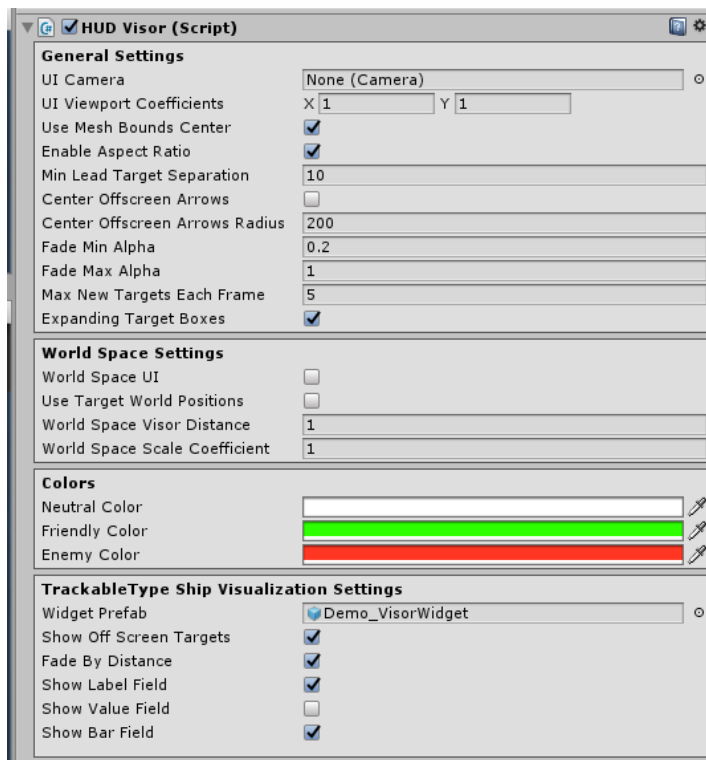 HUD Visor (Script)
General Settings
UI Camera None (Camera)
UI Viewport Coefficients X 1 Y 1
Use Mesh Bounds Center
Enable Aspect Ratio
Min Lead Target Separation 10
Center Offscreen Arrows
Center Offscreen Arrows Radius 200
Fade Min Alpha 0.2
Fade Max Alpha 1
Max New Targets Each Frame 5
Expanding Target Boxes
World Space Settings
World Space UI
Use Target World Positions
World Space Visor Distance 1
World Space Scale Coefficient 1
Colors
Neutral Color
Friendly Color
Enemy Color
TrackableType Ship Visualization Settings
Widget Prefab Demo_VisorWidget
Show Off Screen Targets
Fade By Distance
Show Label Field
Show Value Field
Show Bar Field